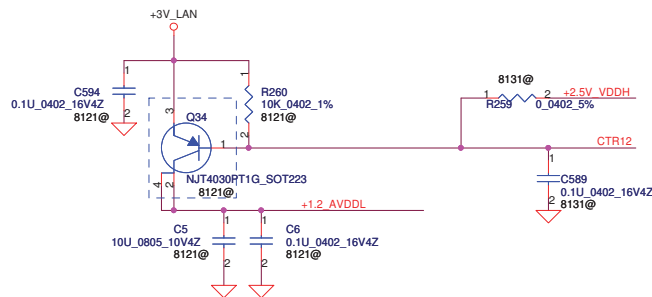 +3V_LAN
1
C594
0.1U_0402_16V4Z
8121@
2
3
Q34
1
R260
10K_0402_1%
8121@
2
1
NJT4030PT1G_SOT223
8121@
4
2
8131@
1
2
+2.5V_VDDH
R259
0_0402_5%
CTR12
1
C589
0.1U_0402_16V4Z
8131@
2
+1.2_AVDDL
C5
10U_0805_10V4Z
8121@
1
2
C6
0.1U_0402_16V4Z
8121@
1
2